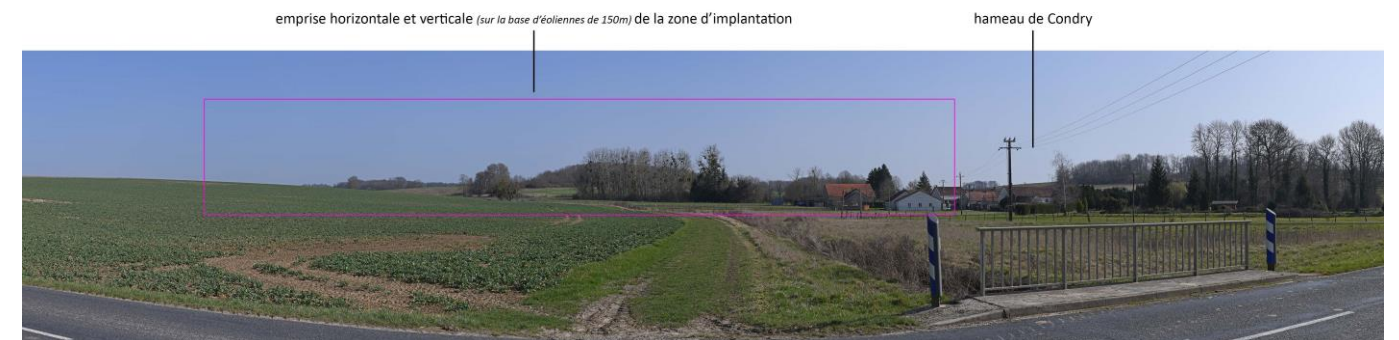 emprise horizontale et verticale (sur la base d'éoliennes de 150m) de la zone d'implantation
hameau de Condry